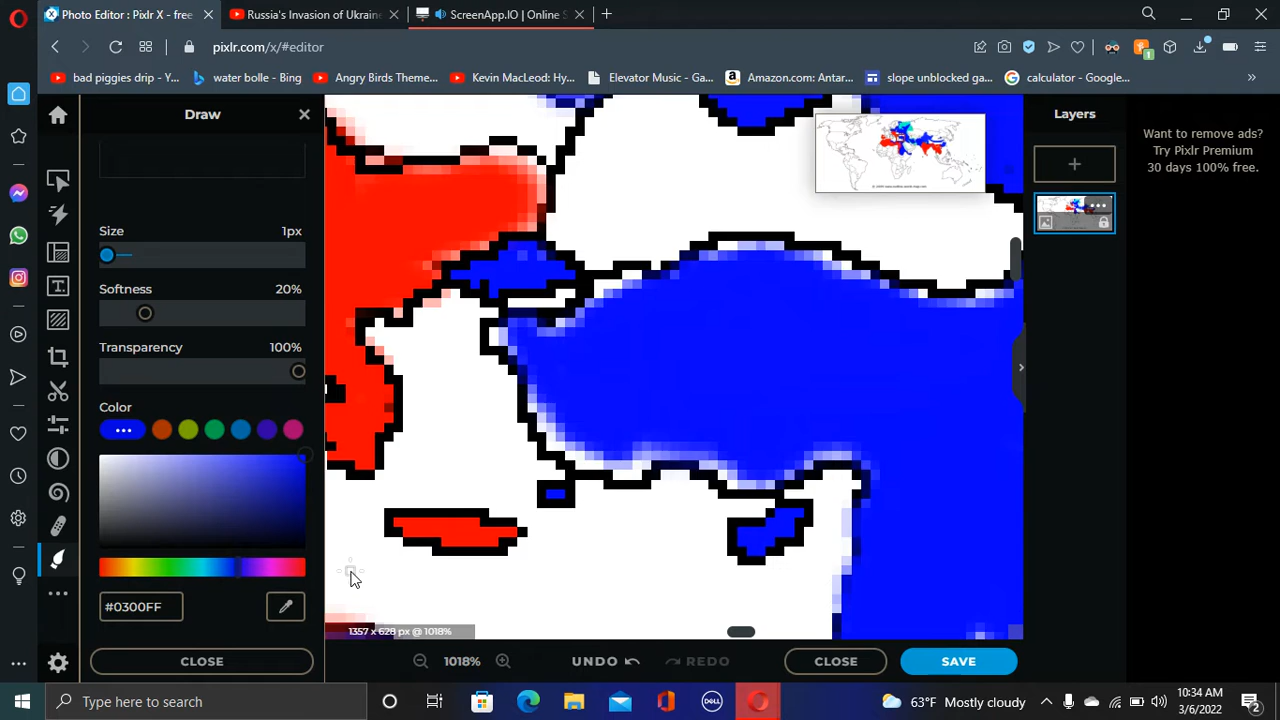 Photo Editor : Pixlr X - free
Russia's Invasion of Ukraine
ScreenApp.IO | Online S
pixlr.com/x/#editor
bad piggies drip - Y...
water bolle - Bing
Angry Birds Theme...
Kevin MacLeod: Hy...
Elevator Music - G...
Amazon.com: Antar...
slope unblocked ga...
calculator - Google...
Draw
Layers
Want to remove ads?
Try Pixlr Premium
30 days 100% free.
Size
1px
Softness
20%
Transparency
100%
Color
#0300FF
1357 x 628 px @ 1018%
CLOSE
1018%
UNDO
REDO
CLOSE
SAVE
Type here to search
DELL
63°F Mostly cloudy
:34 AM
3/6/2022
2